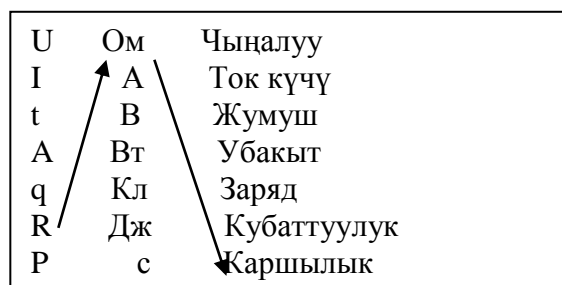 U Ом Чыңалуу
I А Ток күчү
t В Жумуш
A Вт Убакыт
q Кл Заряд
R Дж Кубаттуулук
P с Каршылык